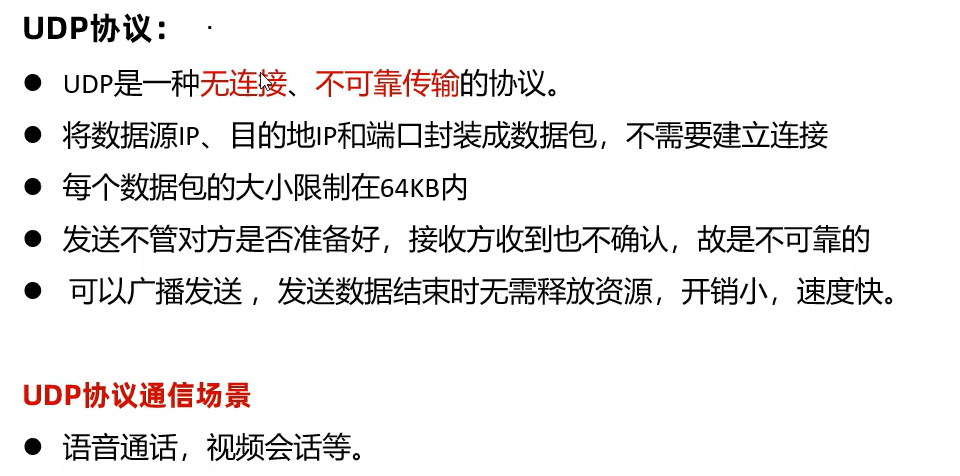 UDP协议：
● UDP是一种无连接、不可靠传输的协议。
● 将数据源IP、目的地IP和端口封装成数据包，不需要建立连接
● 每个数据包的大小限制在64KB内
● 发送不管对方是否准备好，接收方收到也不确认，故是不可靠的
● 可以广播发送 ，发送数据结束时无需释放资源，开销小，速度快。
UDP协议通信场景
● 语音通话，视频会话等。